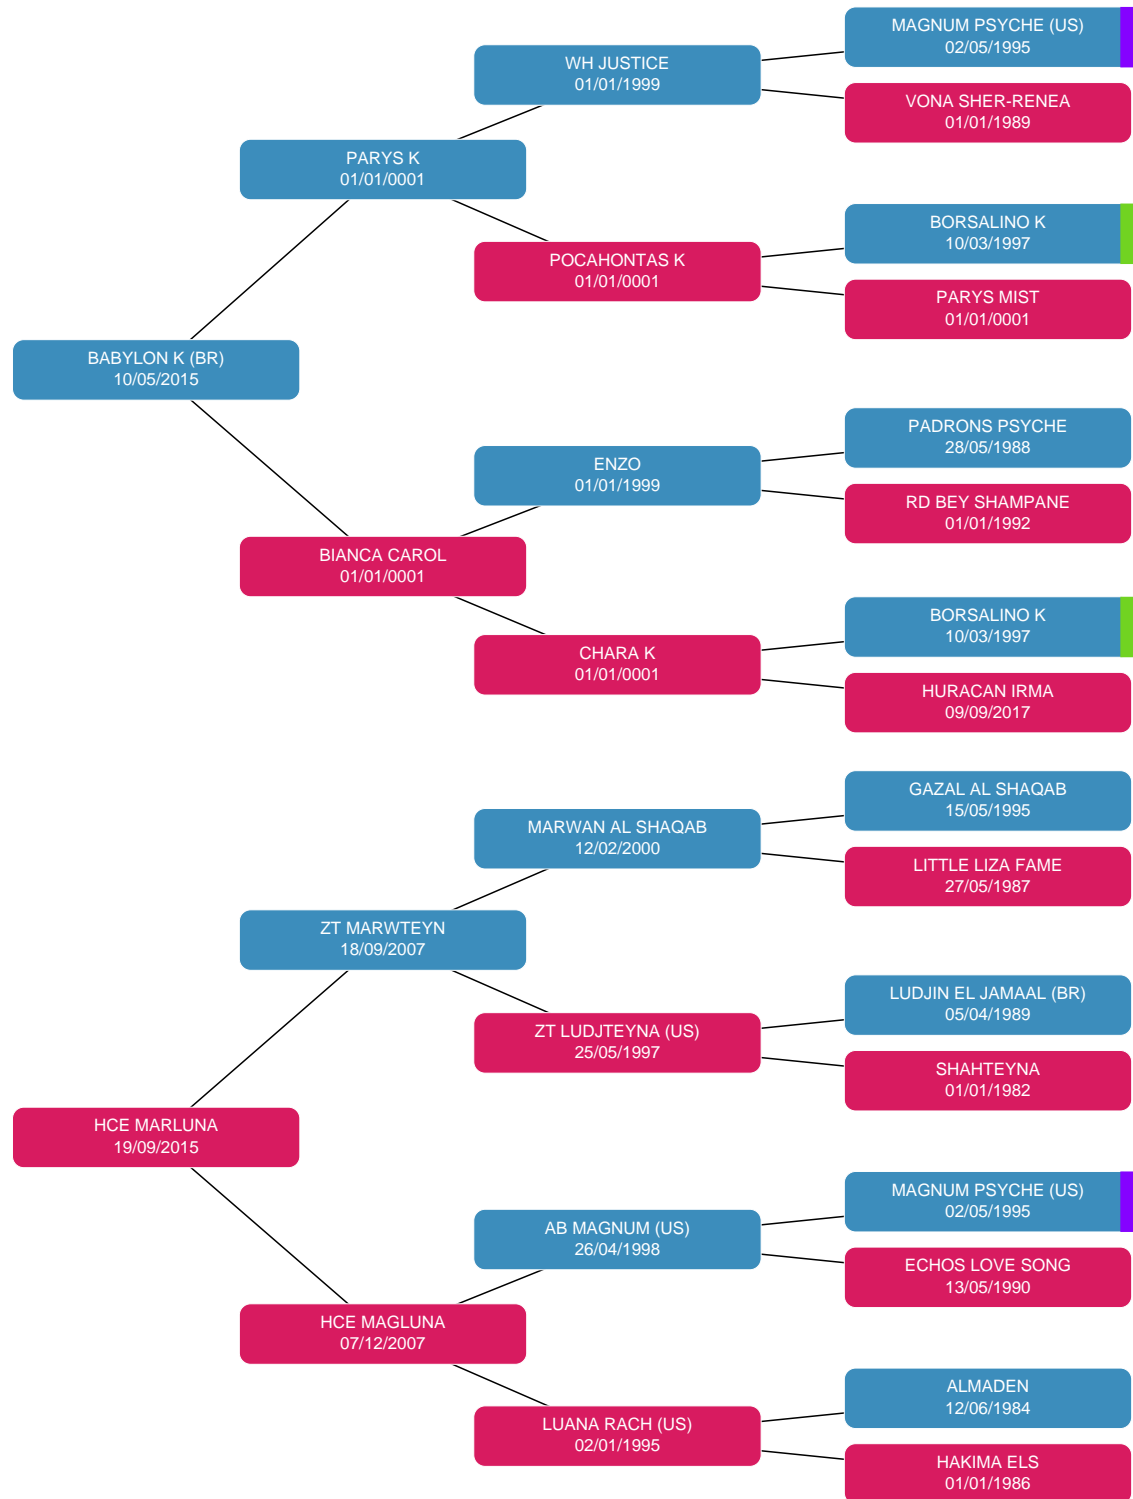 MAGNUM PSYCHE (US)
02/05/1995
WH JUSTICE
01/01/1999
VONA SHER-RENEA
01/01/1989
PARYS K
01/01/0001
BORSALINO K
10/03/1997
POCAHONTAS K
01/01/0001
PARYS MIST
01/01/0001
BABYLON K (BR)
10/05/2015
PADRONS PSYCHE
28/05/1988
ENZO
01/01/1999
RD BEY SHAMPANE
01/01/1992
BIANCA CAROL
01/01/0001
BORSALINO K
10/03/1997
CHARA K
01/01/0001
HURACAN IRMA
09/09/2017
GAZAL AL SHAQAB
15/05/1995
MARWAN AL SHAQAB
12/02/2000
LITTLE LIZA FAME
27/05/1987
ZT MARWTEYN
18/09/2007
LUDJIN EL JAMAAL (BR)
05/04/1989
ZT LUDJTEYNA (US)
25/05/1997
SHAHTEYNA
01/01/1982
HCE MARLUNA
19/09/2015
MAGNUM PSYCHE (US)
02/05/1995
AB MAGNUM (US)
26/04/1998
ECHOS LOVE SONG
13/05/1990
HCE MAGLUNA
07/12/2007
ALMADEN
12/06/1984
LUANA RACH (US)
02/01/1995
HAKIMA ELS
01/01/1986